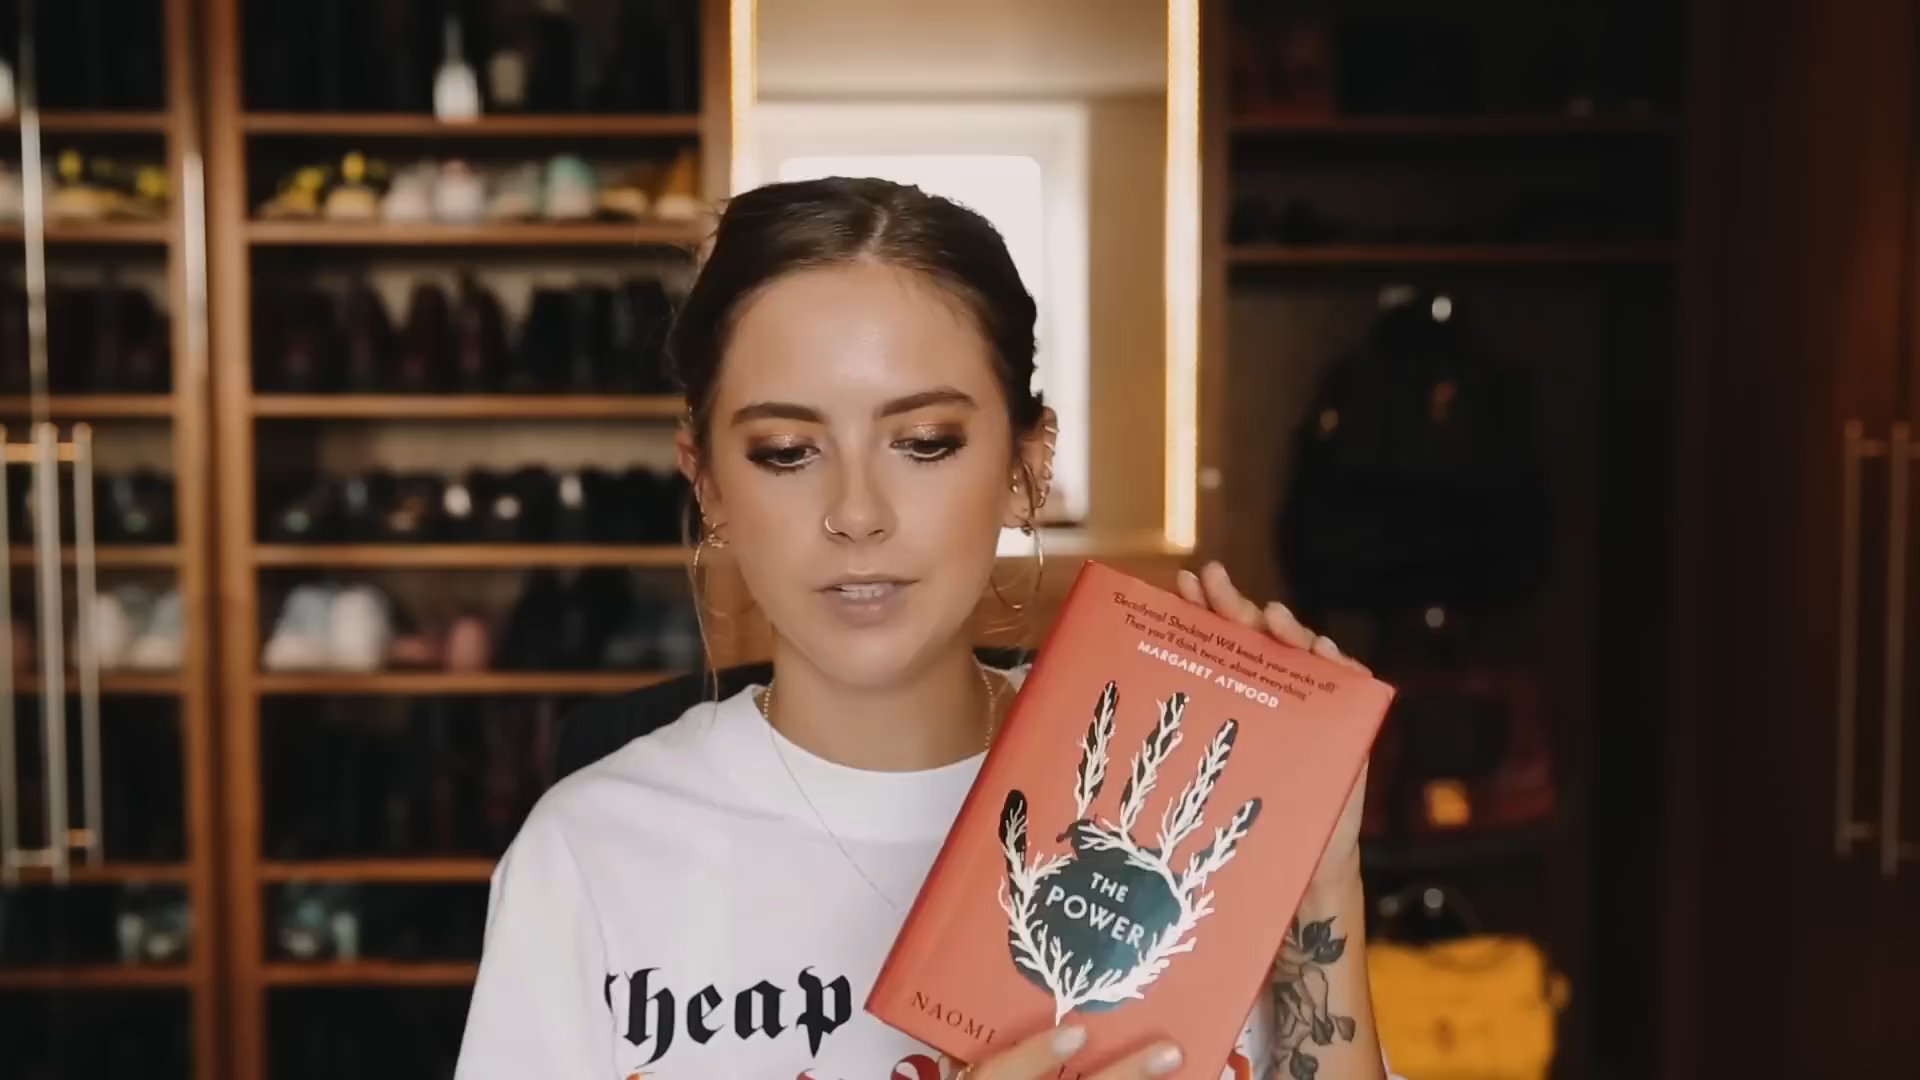 'Electrifying! Shocking! Will knock your socks off!
Then you'll think twice, about everything'
MARGARET ATWOOD
THE
POWER
NAOMI
Cheap